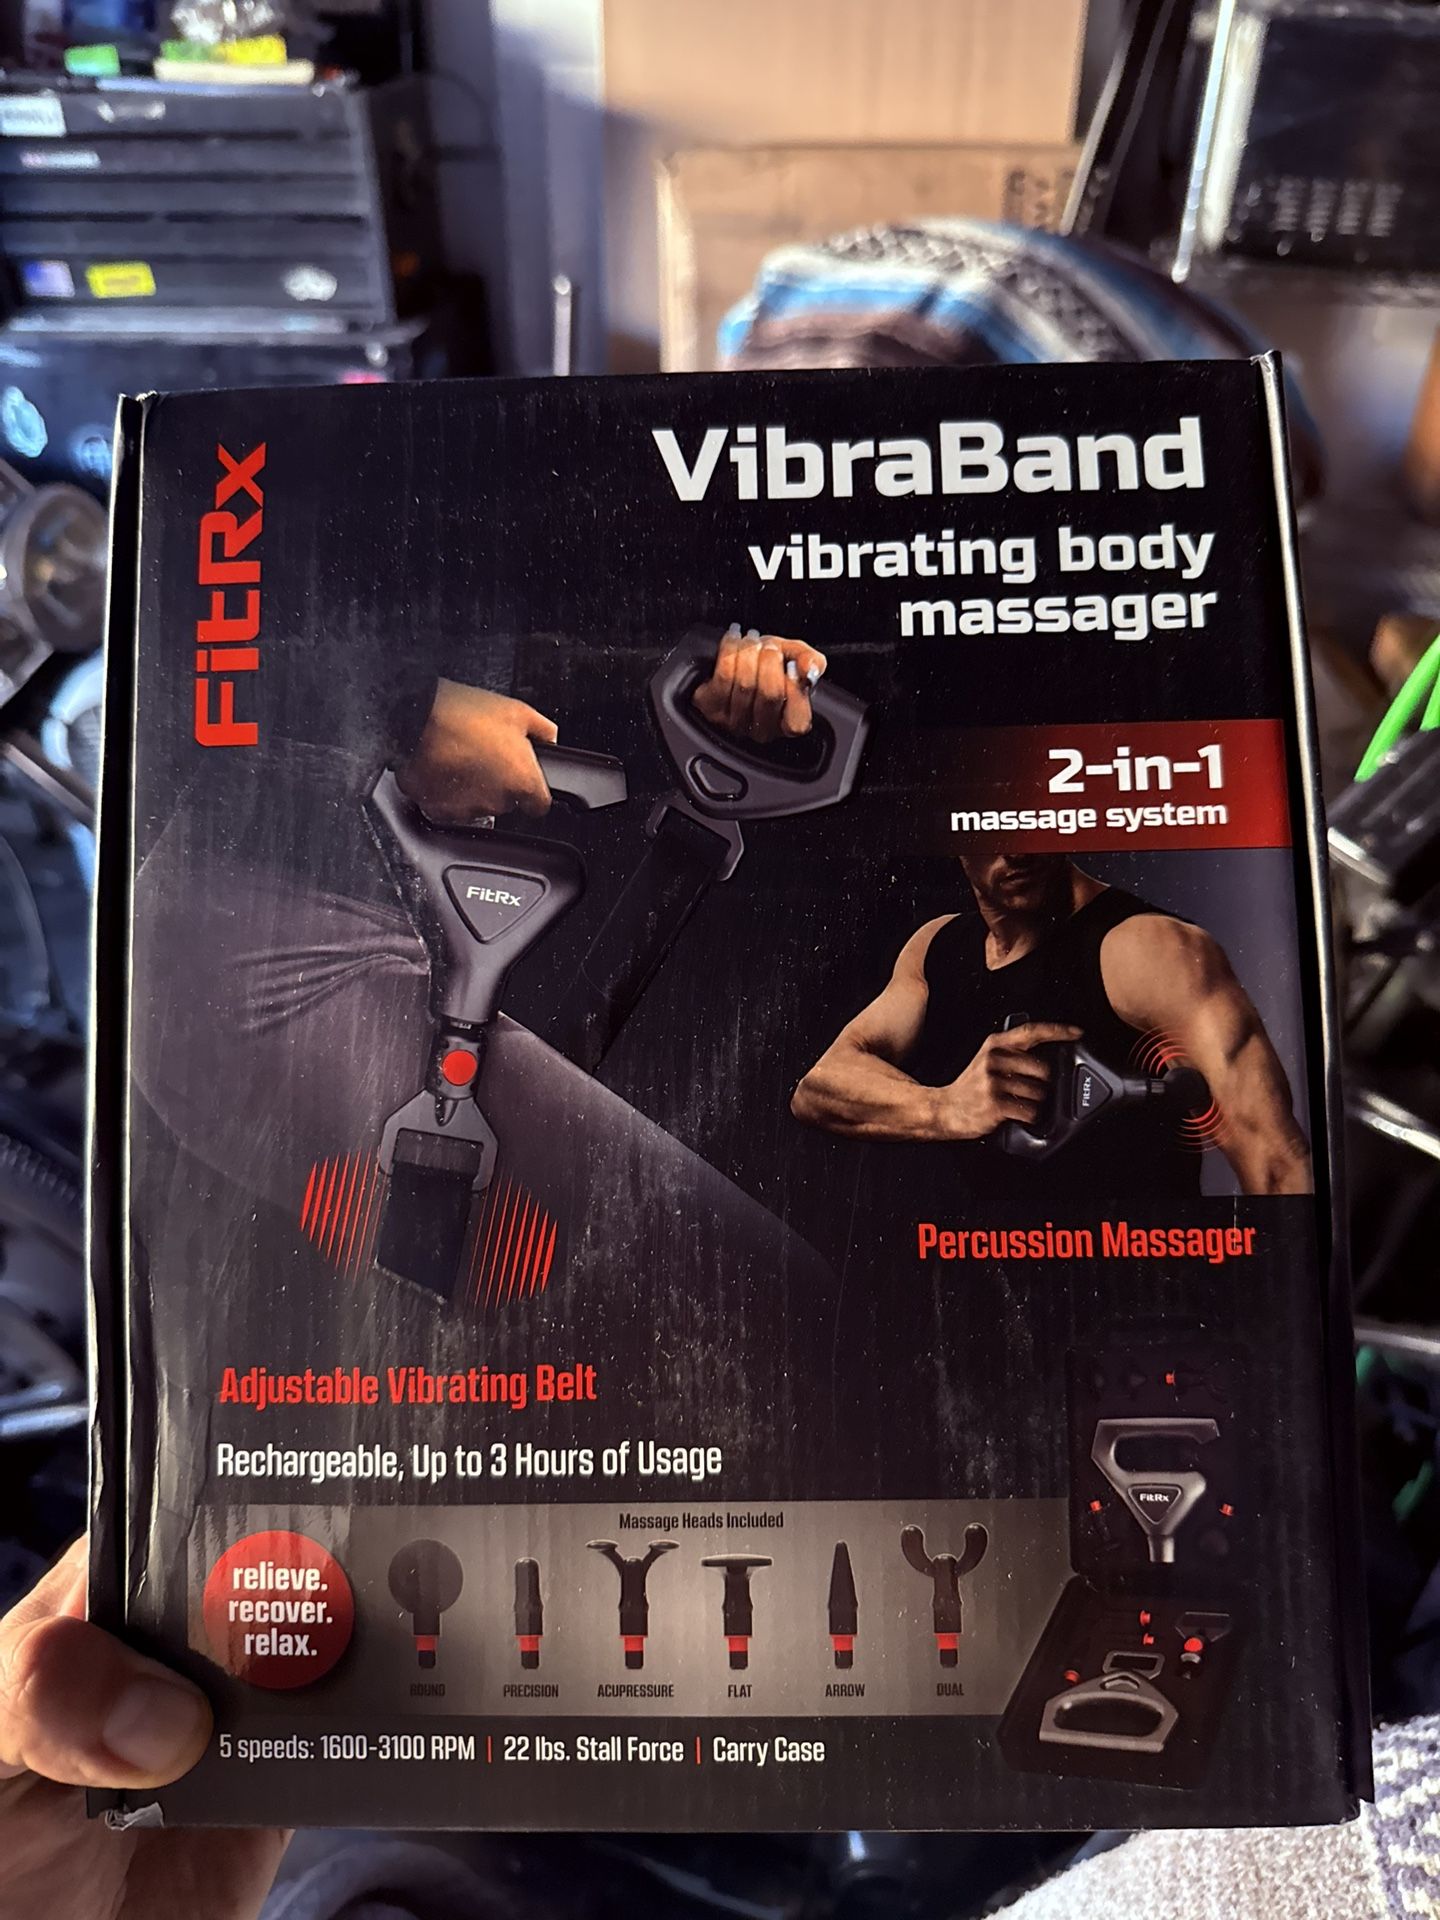 FitRx
VibraBand
vibrating body
massager
2-in-1
massage system
FitRx
FitRx
Percussion Massager
Adjustable Vibrating Belt
Rechargeable, Up to 3 Hours of Usage
FitRx
Massage Heads Included
relieve.
recover.
relax.
ROUND
PRECISION
ACUPRESSURE
FLAT
ARROW
DUAL
5 speeds: 1600-3100 RPM | 22 lbs. Stall Force | Carry Case